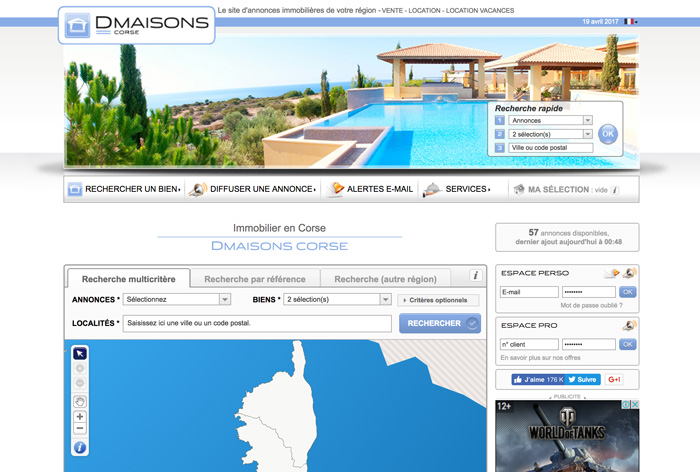 Le site d'annonces immobilières de votre région - VENTE - LOCATION - LOCATION VACANCES
DMAISONS
CORSE
19 avril 2017
Recherche rapide
1 Annonces
2 2 sélection(s)
3 Ville ou code postal
OK
RECHERCHER UN BIEN
DIFFUSER UNE ANNONCE
ALERTES E-MAIL
SERVICES
MA SÉLECTION : vide i
Immobilier en Corse
DMAISONS CORSE
57 annonces disponibles,
dernier ajout aujourd'hui à 00:48
Recherche multicritère
Recherche par référence
Recherche (autre région)
i
ANNONCES * Sélectionnez
BIENS * 2 sélection(s)
Critères optionnels
LOCALITÉS * Saisissez ici une ville ou un code postal.
RECHERCHER
ESPACE PERSO
E-mail
••••••••
OK
Mot de passe oublié ?
ESPACE PRO
n° client
••••••••
OK
En savoir plus sur nos offres
J'aime 176 K
Suivre
G+1
PUBLICITÉ
12+
WORLD OF TANKS
+
−
i